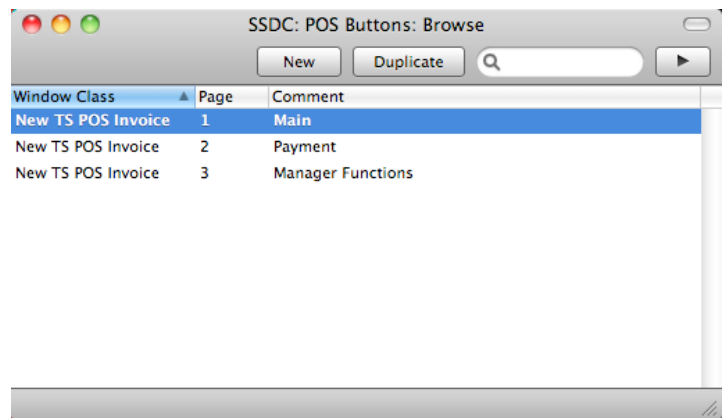 SSDC: POS Buttons: Browse
New Duplicate
Window Class Page Comment
New TS POS Invoice 1 Main
New TS POS Invoice 2 Payment
New TS POS Invoice 3 Manager Functions